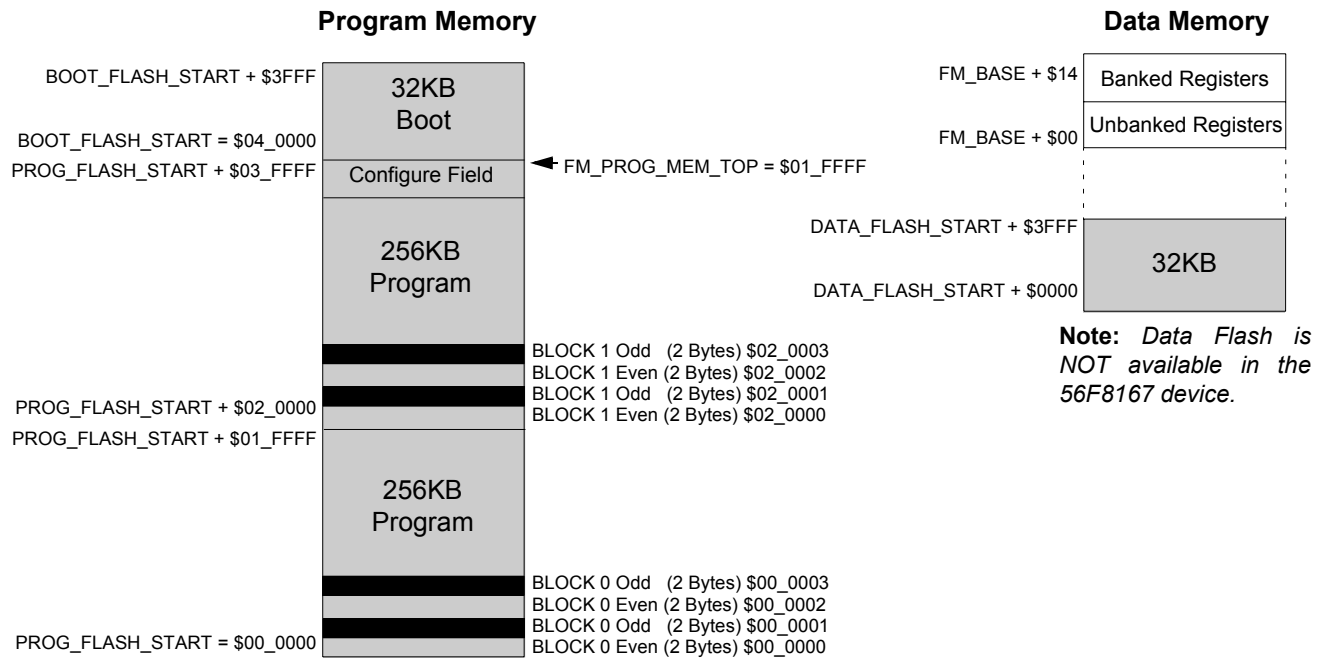 Program Memory
BOOT_FLASH_START + $3FFF
BOOT_FLASH_START = $04_0000
PROG_FLASH_START + $03_FFFF
32KB
Boot
Configure Field
FM_PROG_MEM_TOP = $01_FFFF
256KB
Program
BLOCK 1 Odd (2 Bytes) $02_0003
BLOCK 1 Even (2 Bytes) $02_0002
BLOCK 1 Odd (2 Bytes) $02_0001
BLOCK 1 Even (2 Bytes) $02_0000
PROG_FLASH_START + $02_0000
PROG_FLASH_START + $01_FFFF
256KB
Program
BLOCK 0 Odd (2 Bytes) $00_0003
BLOCK 0 Even (2 Bytes) $00_0002
BLOCK 0 Odd (2 Bytes) $00_0001
BLOCK 0 Even (2 Bytes) $00_0000
PROG_FLASH_START = $00_0000
Data Memory
FM_BASE + $14
Banked Registers
Unbanked Registers
FM_BASE + $00
DATA_FLASH_START + $3FFF
32KB
DATA_FLASH_START + $0000
Note: Data Flash is
NOT available in the
56F8167 device.